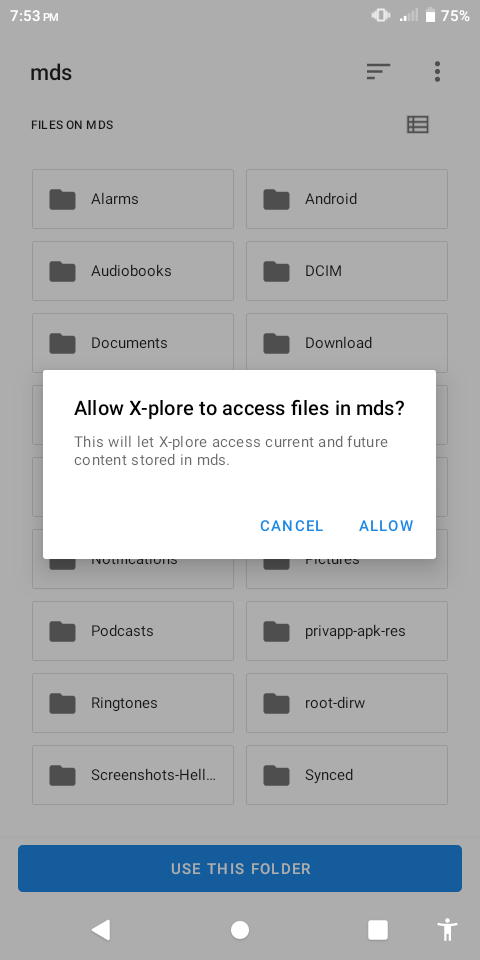 7:53 PM
75%
mds
FILES ON MDS
Alarms
Android
Audiobooks
DCIM
Documents
Download
Allow X-plore to access files in mds?
This will let X-plore access current and future
content stored in mds.
CANCEL
ALLOW
Notifications
Pictures
Podcasts
privapp-apk-res
Ringtones
root-dirw
Screenshots-Hell…
Synced
USE THIS FOLDER